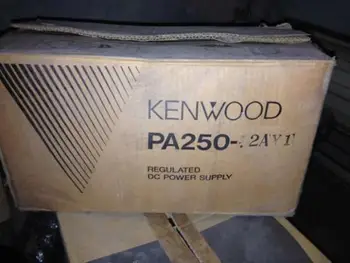 KENWOOD
PA250-
REGULATED
DC POWER SUPPLY